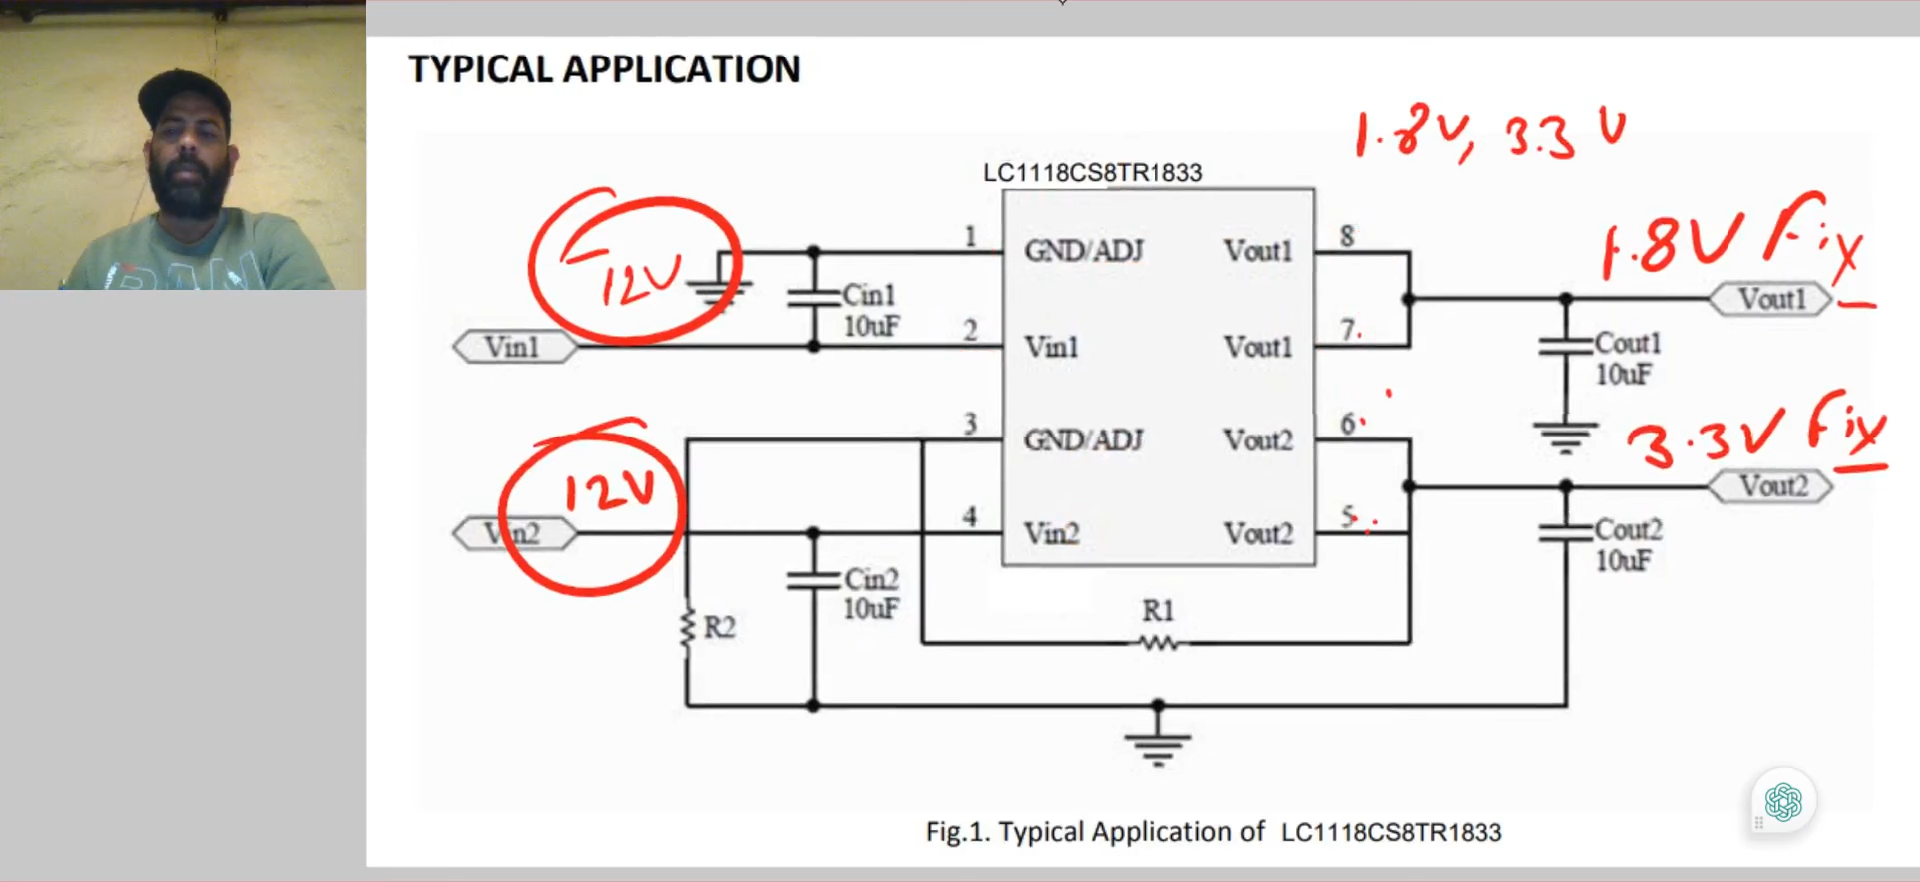 TYPICAL APPLICATION
1.8V, 3.3 V
LC1118CS8TR1833
1.8V Fix
12V
1
GND/ADJ
Vout1
8
Cin1
10uF
Vout1
Vin1
2
Vin1
Vout1
7
Cout1
10uF
3
GND/ADJ
Vout2
6
3.3V Fix
12V
Vout2
Vin2
4
Vin2
Vout2
5
Cout2
10uF
Cin2
10uF
R2
R1
Fig.1. Typical Application of LC1118CS8TR1833